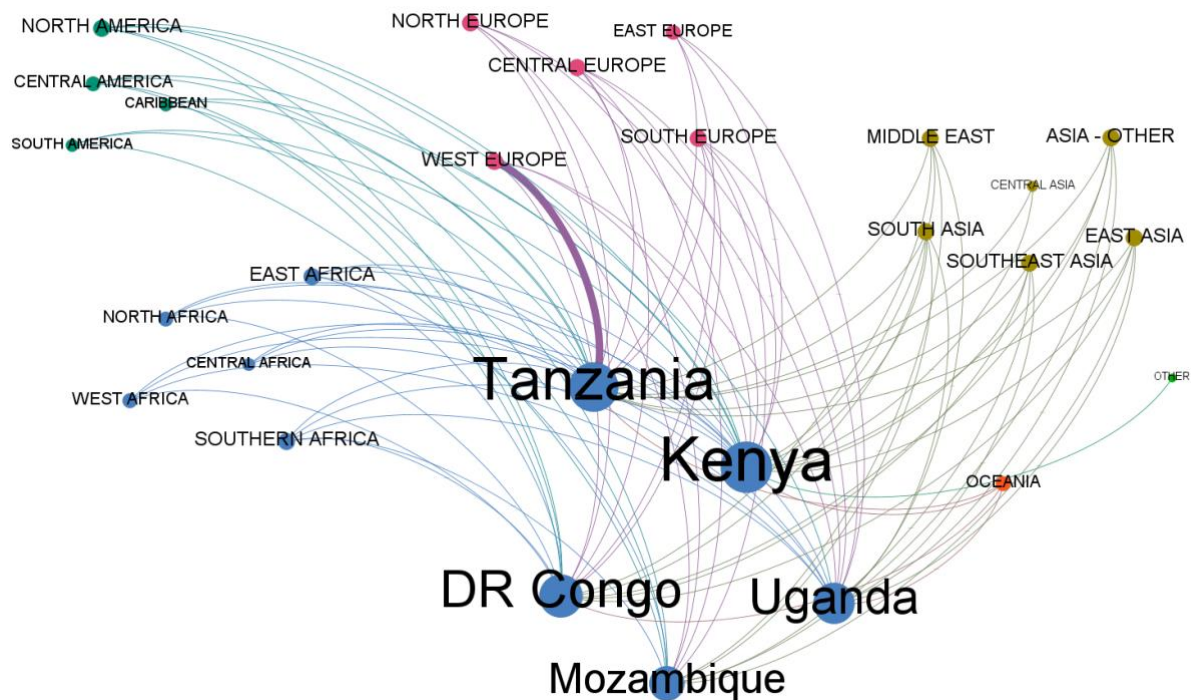 NORTH AMERICA
NORTH EUROPE
EAST EUROPE
CENTRAL EUROPE
CENTRAL AMERICA
CARIBBEAN
SOUTH AMERICA
SOUTH EUROPE
MIDDLE EAST
ASIA - OTHER
WEST EUROPE
CENTRAL ASIA
SOUTH ASIA
EAST ASIA
SOUTHEAST ASIA
EAST AFRICA
NORTH AFRICA
CENTRAL AFRICA
Tanzania
OTHER
WEST AFRICA
SOUTHERN AFRICA
Kenya
OCEANIA
DR Congo
Uganda
Mozambique